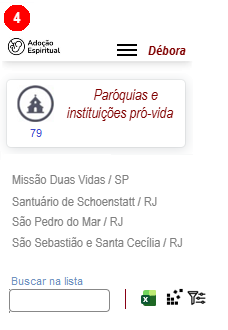 4
Adoção
Espiritual
Débora
Paróquias e
instituições pró-vida
79
Missão Duas Vidas / SP
Santuário de Schoenstatt / RJ
São Pedro do Mar / RJ
São Sebastião e Santa Cecília / RJ
Buscar na lista